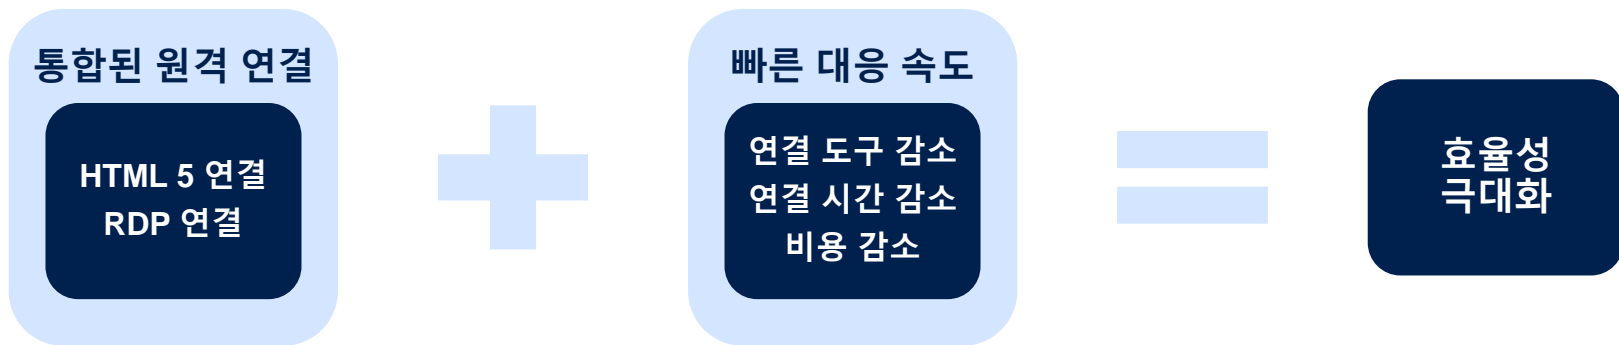 통합된 원격 연결
HTML 5 연결
RDP 연결
빠른 대응 속도
연결 도구 감소
연결 시간 감소
비용 감소
효율성
극대화